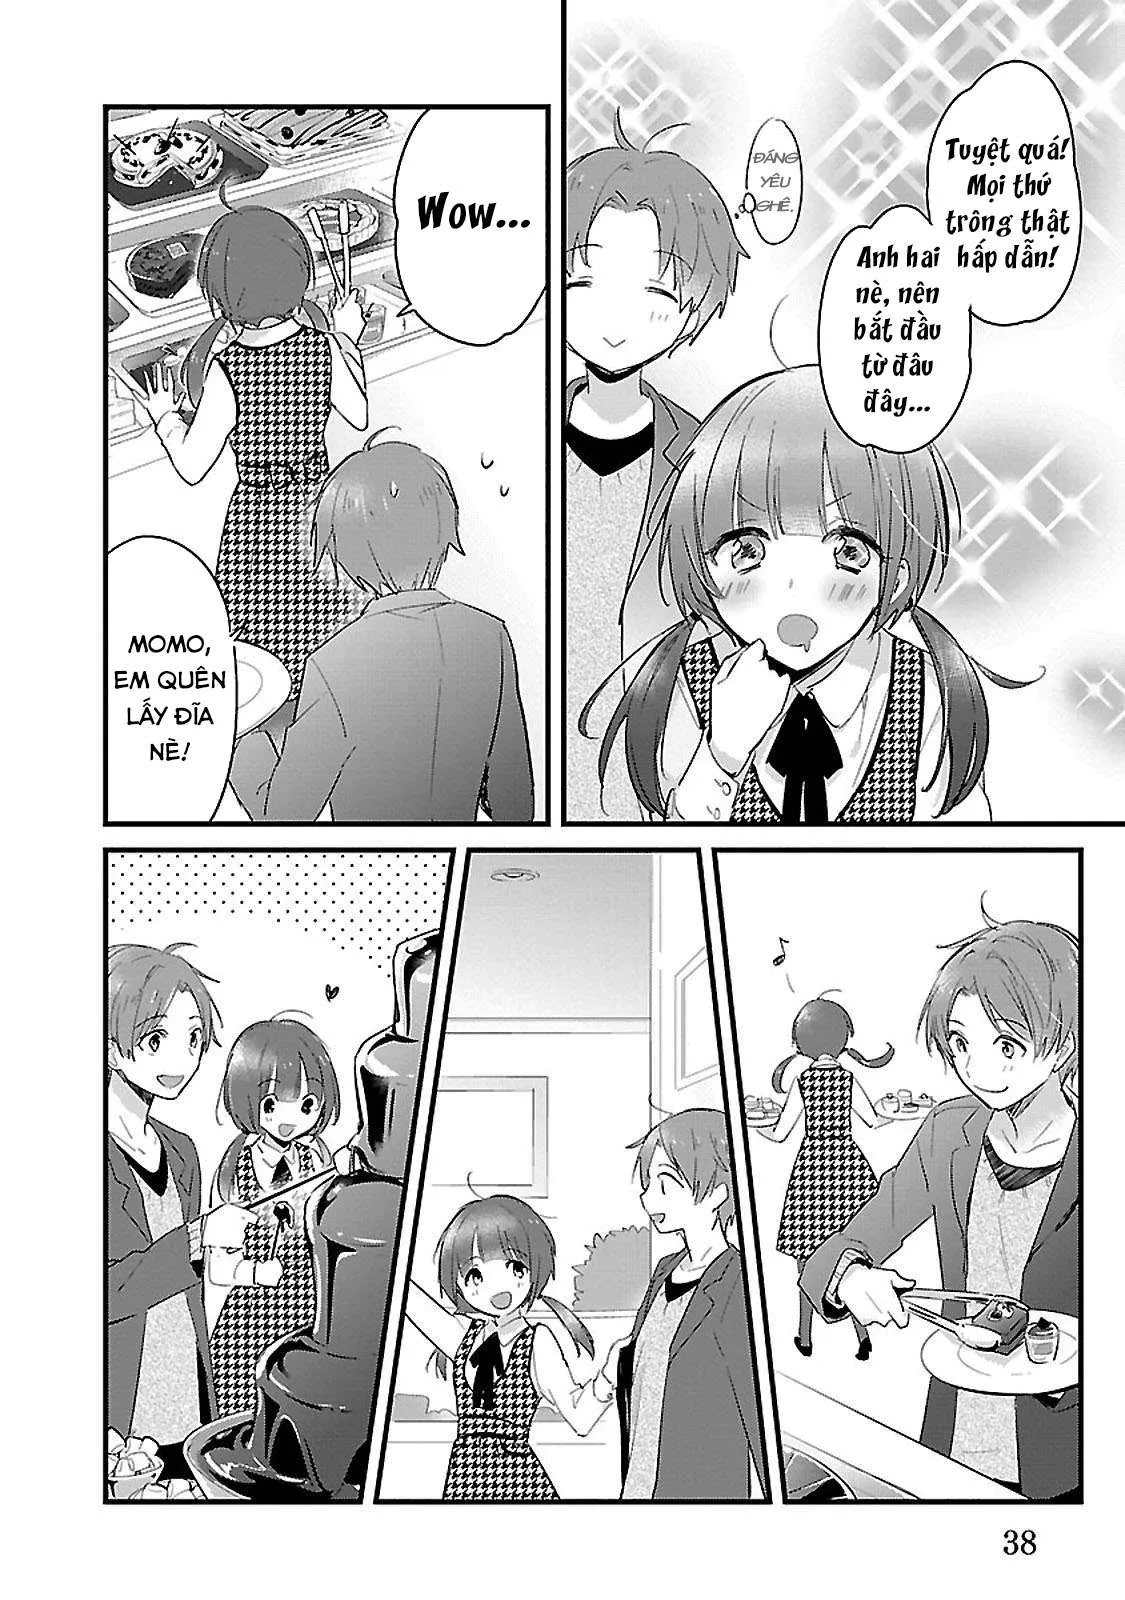 Tuyệt quá!
Mọi thứ
trông thật
hấp dẫn!
Anh hai
nè, nên
bắt đầu
từ đâu
đây...
ĐÁNG
YÊU
GHÊ.
Wow...
MOMO,
EM QUÊN
LẤY ĐĨA
NÈ!
38